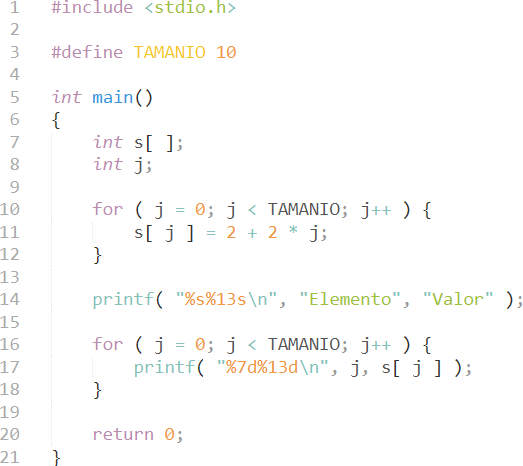 1 #include <stdio.h>
2
3 #define TAMANIO 10
4
5 int main()
6 {
7     int s[ ];
8     int j;
9
10     for ( j = 0; j < TAMANIO; j++ ) {
11         s[ j ] = 2 + 2 * j;
12     }
13
14     printf( "%s%13s\n", "Elemento", "Valor" );
15
16     for ( j = 0; j < TAMANIO; j++ ) {
17         printf( "%7d%13d\n", j, s[ j ] );
18     }
19
20     return 0;
21 }